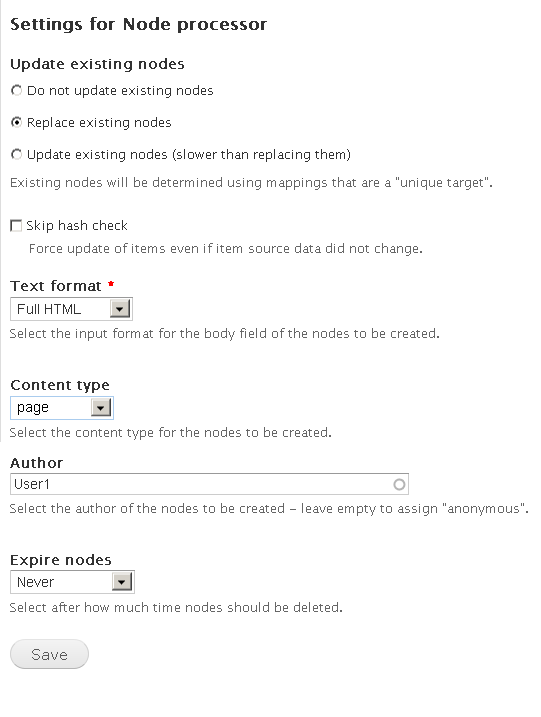 Settings for Node processor
Update existing nodes
Do not update existing nodes
Replace existing nodes
Update existing nodes (slower than replacing them)
Existing nodes will be determined using mappings that are a "unique target".
Skip hash check
Force update of items even if item source data did not change.
Text format *
Full HTML
Select the input format for the body field of the nodes to be created.
Content type
page
Select the content type for the nodes to be created.
Author
User1
Select the author of the nodes to be created – leave empty to assign "anonymous".
Expire nodes
Never
Select after how much time nodes should be deleted.
Save